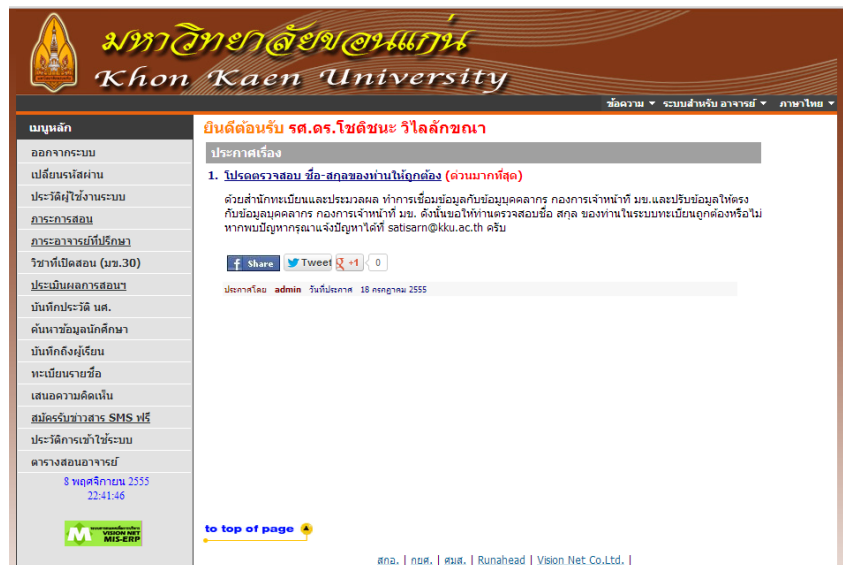 มหาวิทยาลัยขอนแก่น
Khon Kaen University
ข้อความ ระบบสำหรับ อาจารย์ ภาษาไทย
เมนูหลัก
ออกจากระบบ
เปลี่ยนรหัสผ่าน
ประวัติผู้ใช้งานระบบ
ภาระการสอน
ภาระอาจารย์ที่ปรึกษา
วิชาที่เปิดสอน (มข.30)
ประเมินผลการสอนฯ
บันทึกประวัติ นศ.
ค้นหาข้อมูลนักศึกษา
บันทึกถึงผู้เรียน
ทะเบียนรายชื่อ
เสนอความคิดเห็น
สมัครรับข่าวสาร SMS ฟรี
ประวัติการเข้าใช้ระบบ
ตารางสอนอาจารย์
8 พฤศจิกายน 2555
22:41:46
VISION NET
MIS-ERP
ยินดีต้อนรับ รศ.ดร.โชติชนะ วิไลลักขณา
ประกาศเรื่อง
1. โปรดตรวจสอบ ชื่อ-สกุลของท่านให้ถูกต้อง (ด่วนมากที่สุด)
ด้วยสำนักทะเบียนและประมวลผล ทำการเชื่อมข้อมูลกับข้อมูบุคคลากร กองการเจ้าหน้าที่ มข.และปรับข้อมูลให้ตรง
กับข้อมูลบุคคลากร กองการเจ้าหน้าที่ มข. ดังนั้นขอให้ท่านตรวจสอบชื่อ สกุล ของท่านในระบบทะเบียนถูกต้องหรือไม่
หากพบปัญหากรุณาแจ้งปัญหาได้ที่ satisarn@kku.ac.th ครับ
f Share Tweet +1 0
ประกาศโดย admin วันที่ประกาศ 18 กรกฎาคม 2555
to top of page
สกอ. | กยศ. | ศมส. | Runahead | Vision Net Co.Ltd. |